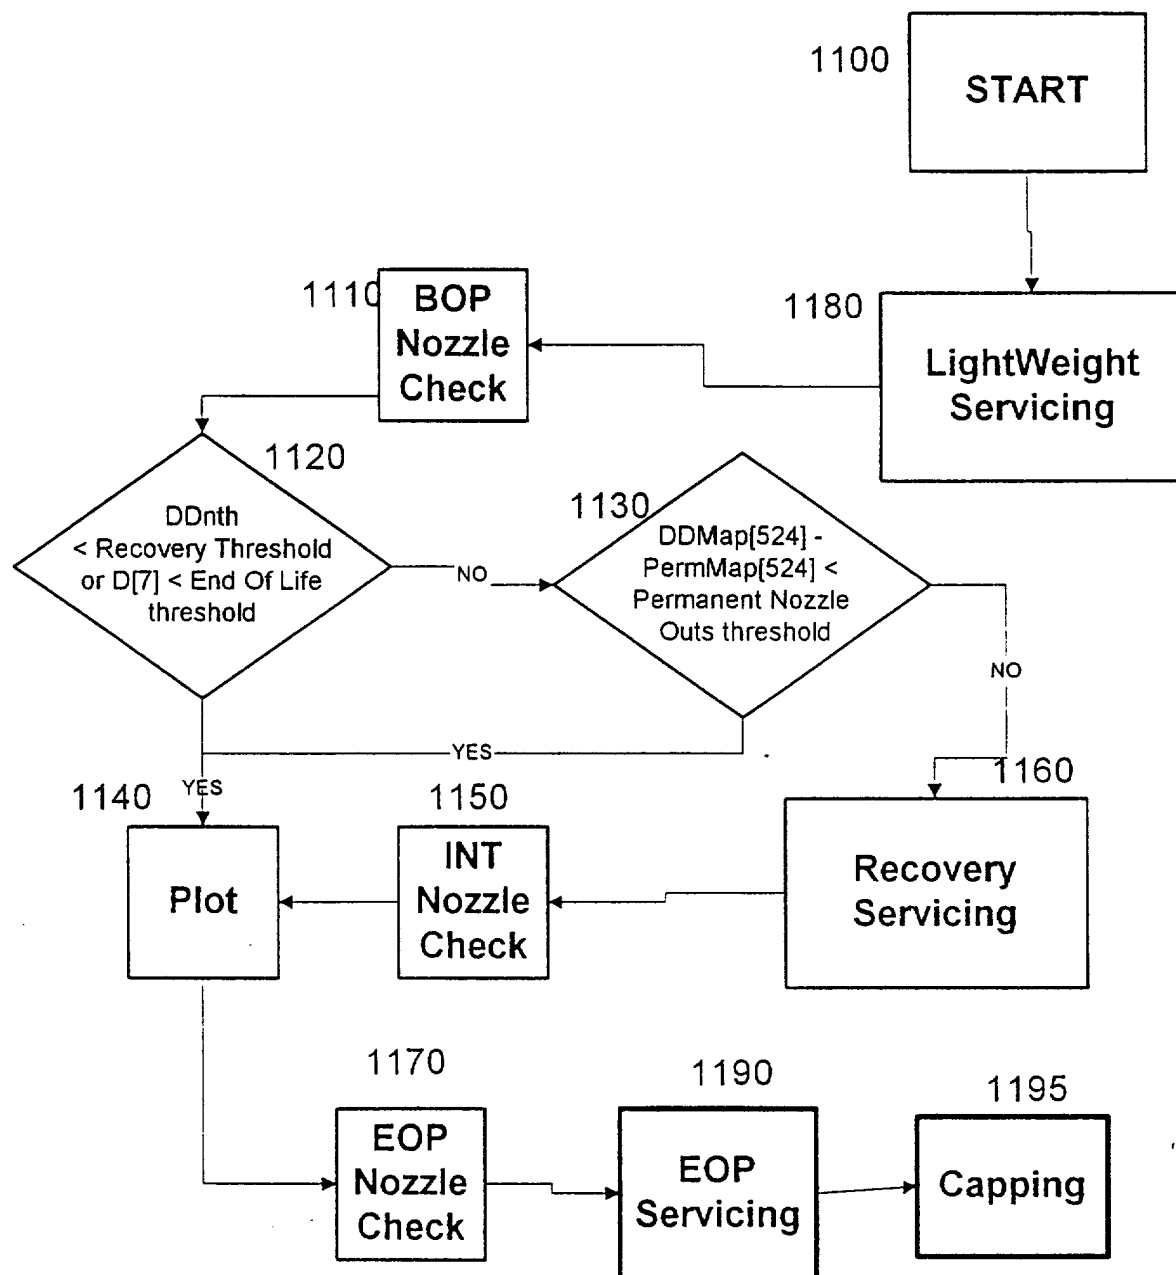 1100
START
1110
BOP
Nozzle
Check
1180
LightWeight
Servicing
1120
DDnth
< Recovery Threshold
or D[7] < End Of Life
threshold
NO
1130
DDMap[524] -
PermMap[524] <
Permanent Nozzle
Outs threshold
NO
YES
YES
1140
Plot
1150
INT
Nozzle
Check
1160
Recovery
Servicing
1170
EOP
Nozzle
Check
1190
EOP
Servicing
1195
Capping